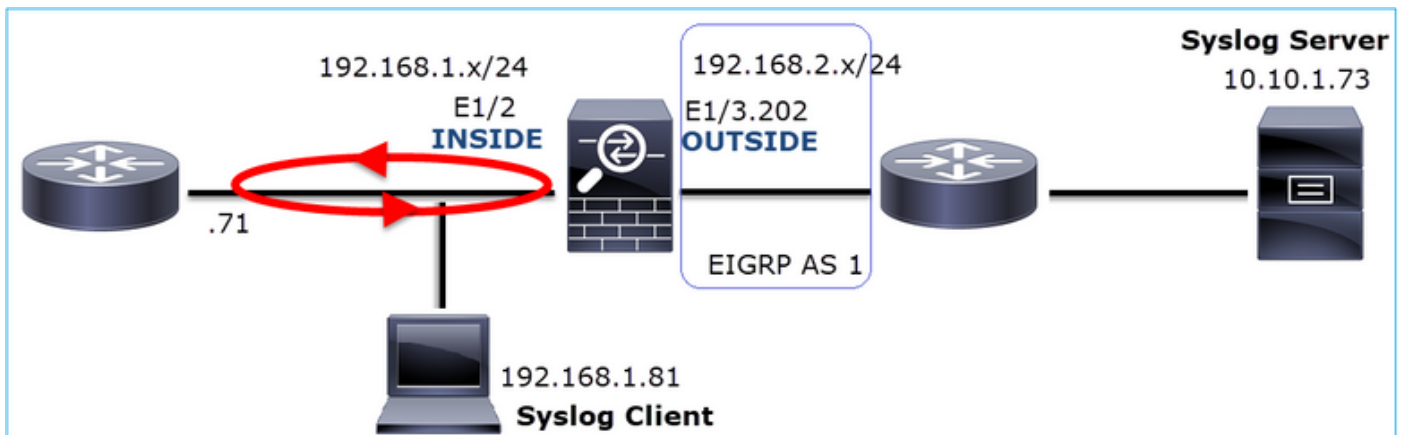 192.168.1.x/24
E1/2
INSIDE
192.168.2.x/24
E1/3.202
OUTSIDE
EIGRP AS 1
Syslog Server
10.10.1.73
.71
192.168.1.81
Syslog Client